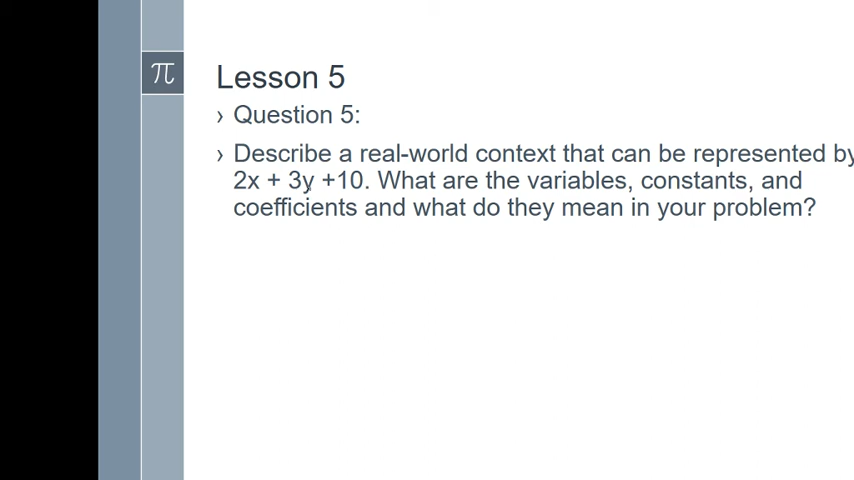 π
Lesson 5
› Question 5:
› Describe a real-world context that can be represented by
2x + 3y +10. What are the variables, constants, and
coefficients and what do they mean in your problem?